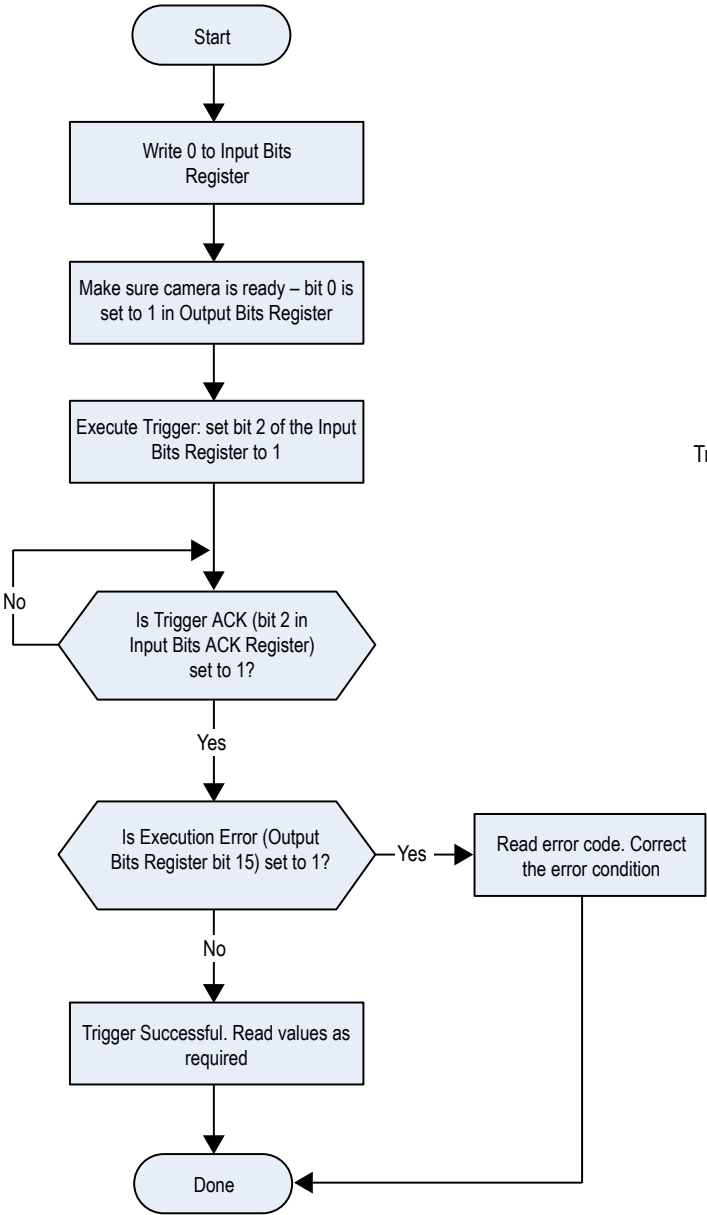 Start
Write 0 to Input Bits
Register
Make sure camera is ready – bit 0 is
set to 1 in Output Bits Register
Execute Trigger: set bit 2 of the Input
Bits Register to 1
No
Is Trigger ACK (bit 2 in
Input Bits ACK Register)
set to 1?
Yes
Is Execution Error (Output
Bits Register bit 15) set to 1?
Yes
Read error code. Correct
the error condition
No
Trigger Successful. Read values as
required
Done